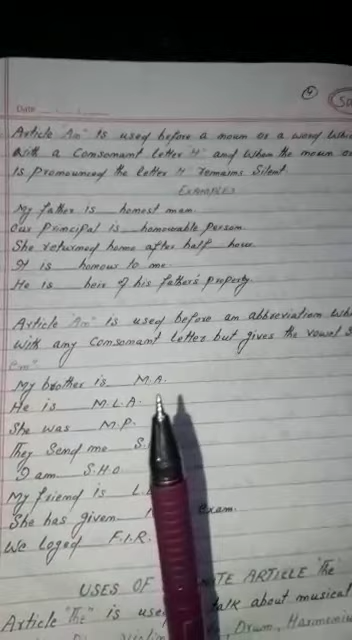 Date
4
Article "An" is used before a noun or a word
with a Consonant letter "H" and when the noun
is pronounced the letter "H" remains Silent.
EXAMPLES
My father is honest man.
Our principal is honourable person
She returned home after half hour.
It is honour to me.
He is heir of his father's property.
Article "An" is used before an abbreviation
with any Consonant letter but gives the vowel
My brother is M.A.
He is M.L.A.
She was M.P.
They Send me
I am S.H.O
My friend is
She has given Exam.
We loged F.I.R.
USES OF ARTICLE "The"
Article "The" is talk about musical
Drum, Harmonium